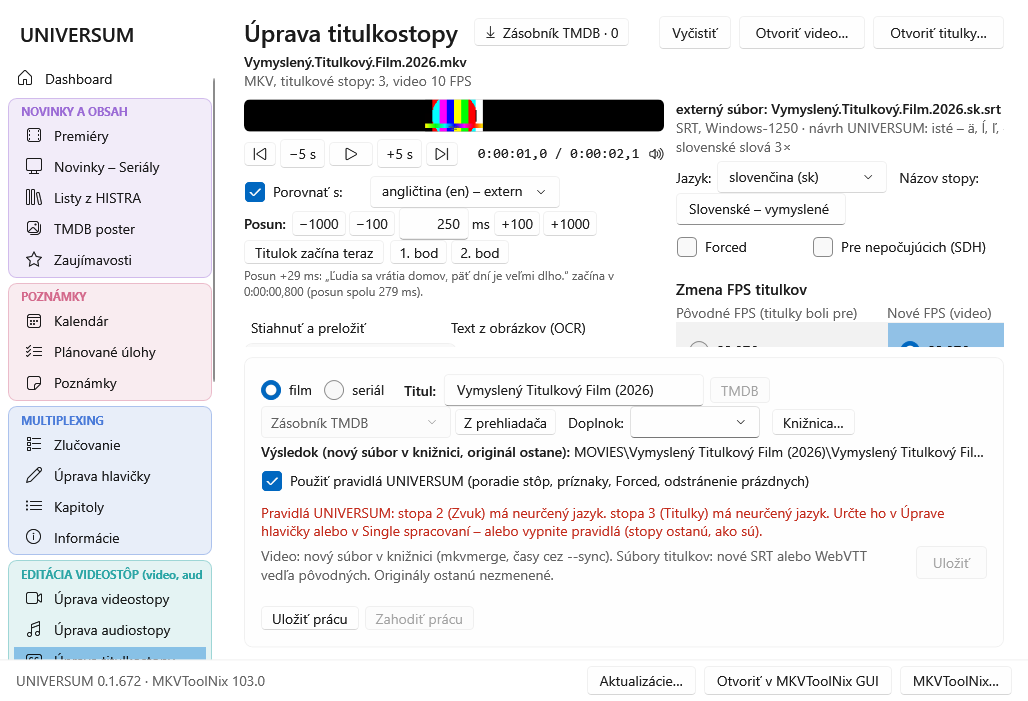 UNIVERSUM
Dashboard
NOVINKY A OBSAH
Premiéry
Novinky – Seriály
Listy z HISTRA
TMDB poster
Zaujímavosti
POZNÁMKY
Kalendár
Plánované úlohy
Poznámky
MULTIPLEXING
Zlučovanie
Úprava hlavičky
Kapitoly
Informácie
EDITÁCIA VIDEOSTÔP (video, aud
Úprava videostopy
Úprava audiostopy
Úprava titulkostopy
Úprava titulkostopy
Zásobník TMDB · 0
Vyčistiť
Otvoriť video...
Otvoriť titulky...
Vymyslený.Titulkový.Film.2026.mkv
MKV, titulkové stopy: 3, video 10 FPS
−5 s
+5 s
0:00:01,0 / 0:00:02,1
Porovnať s:
angličtina (en) – extern
Posun:
−1000
−100
250
ms
+100
+1000
Titulok začína teraz
1. bod
2. bod
Posun +29 ms: „Ľudia sa vrátia domov, päť dní je veľmi dlho.“ začína v
0:00:00,800 (posun spolu 279 ms).
Stiahnuť a preložiť
Text z obrázkov (OCR)
externý súbor: Vymyslený.Titulkový.Film.2026.sk.srt
SRT, Windows-1250 · návrh UNIVERSUM: isté – ä, ĺ, ľ,
slovenské slová 3×
Jazyk:
slovenčina (sk)
Názov stopy:
Slovenské – vymyslené
Forced
Pre nepočujúcich (SDH)
Zmena FPS titulkov
Pôvodné FPS (titulky boli pre)
Nové FPS (video)
film
seriál
Titul:
Vymyslený Titulkový Film (2026)
TMDB
Zásobník TMDB
Z prehliadača
Doplnok:
Knižnica...
Výsledok (nový súbor v knižnici, originál ostane): MOVIES\Vymyslený Titulkový Film (2026)\Vymyslený Titulkový Fil...
Použiť pravidlá UNIVERSUM (poradie stôp, príznaky, Forced, odstránenie prázdnych)
Pravidlá UNIVERSUM: stopa 2 (Zvuk) má neurčený jazyk. stopa 3 (Titulky) má neurčený jazyk. Určte ho v Úprave
hlavičky alebo v Single spracovaní – alebo vypnite pravidlá (stopy ostanú, ako sú).
Video: nový súbor v knižnici (mkvmerge, časy cez --sync). Súbory titulkov: nové SRT alebo WebVTT
vedľa pôvodných. Originály ostanú nezmenené.
Uložiť
Uložiť prácu
Zahodiť prácu
UNIVERSUM 0.1.672 · MKVToolNix 103.0
Aktualizácie...
Otvoriť v MKVToolNix GUI
MKVToolNix...